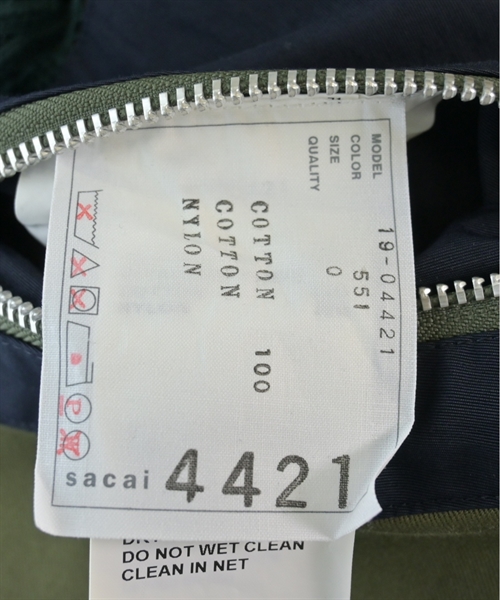 MODEL 19-04421
COLOR 551
SIZE 0
QUALITY
COTTON 100
COTTON
NYLON
P
W
sacai 4421
DO NOT WET CLEAN
CLEAN IN NET